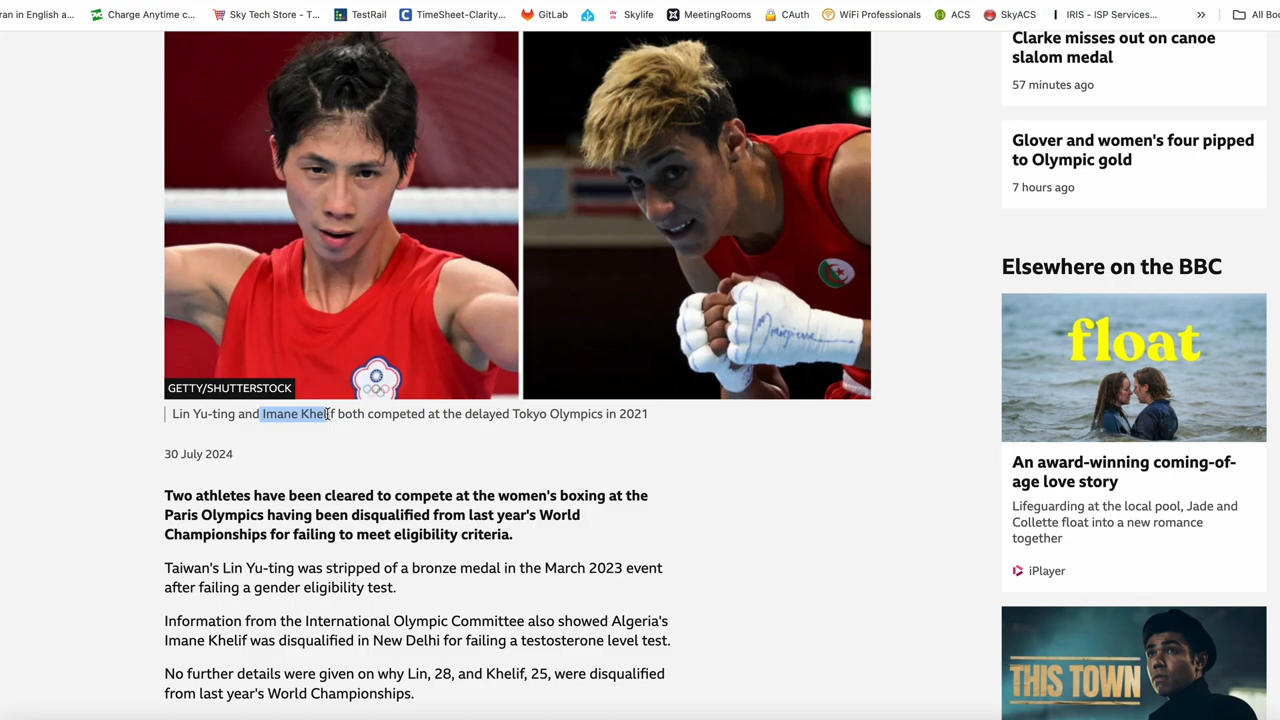 ran in English a...
Charge Anytime c...
Sky Tech Store - T...
TestRail
TimeSheet-Clarity...
GitLab
Skylife
MeetingRooms
CAuth
WiFi Professionals
ACS
SkyACS
IRIS - ISP Services...
»
All Bo
GETTY/SHUTTERSTOCK
Lin Yu-ting and Imane Khelif both competed at the delayed Tokyo Olympics in 2021
30 July 2024
Two athletes have been cleared to compete at the women's boxing at the
Paris Olympics having been disqualified from last year's World
Championships for failing to meet eligibility criteria.
Taiwan's Lin Yu-ting was stripped of a bronze medal in the March 2023 event
after failing a gender eligibility test.
Information from the International Olympic Committee also showed Algeria's
Imane Khelif was disqualified in New Delhi for failing a testosterone level test.
No further details were given on why Lin, 28, and Khelif, 25, were disqualified
from last year's World Championships.
Clarke misses out on canoe
slalom medal
57 minutes ago
Glover and women's four pipped
to Olympic gold
7 hours ago
Elsewhere on the BBC
float
An award-winning coming-of-
age love story
Lifeguarding at the local pool, Jade and
Collette float into a new romance
together
iPlayer
THIS TOWN